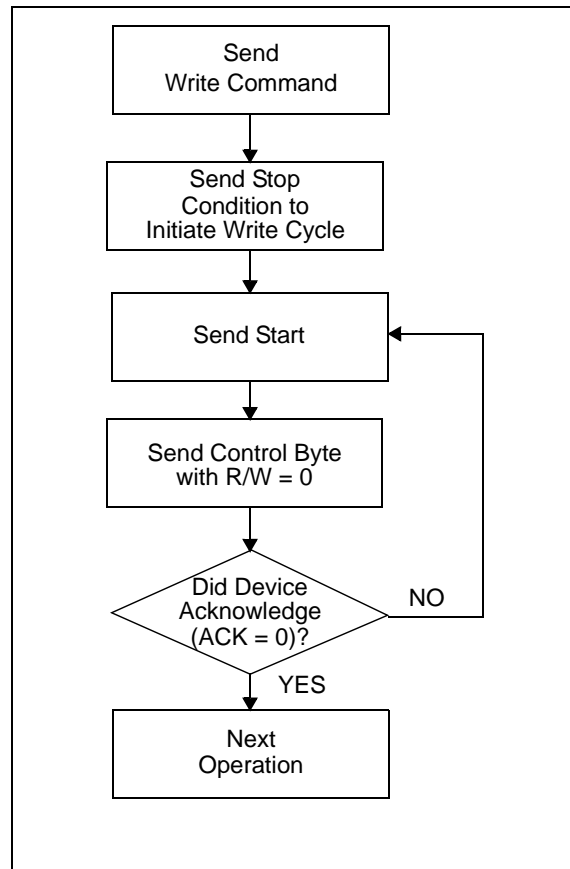 Send
Write Command
Send Stop
Condition to
Initiate Write Cycle
Send Start
Send Control Byte
with R/W = 0
Did Device
Acknowledge
(ACK = 0)?
NO
YES
Next
Operation